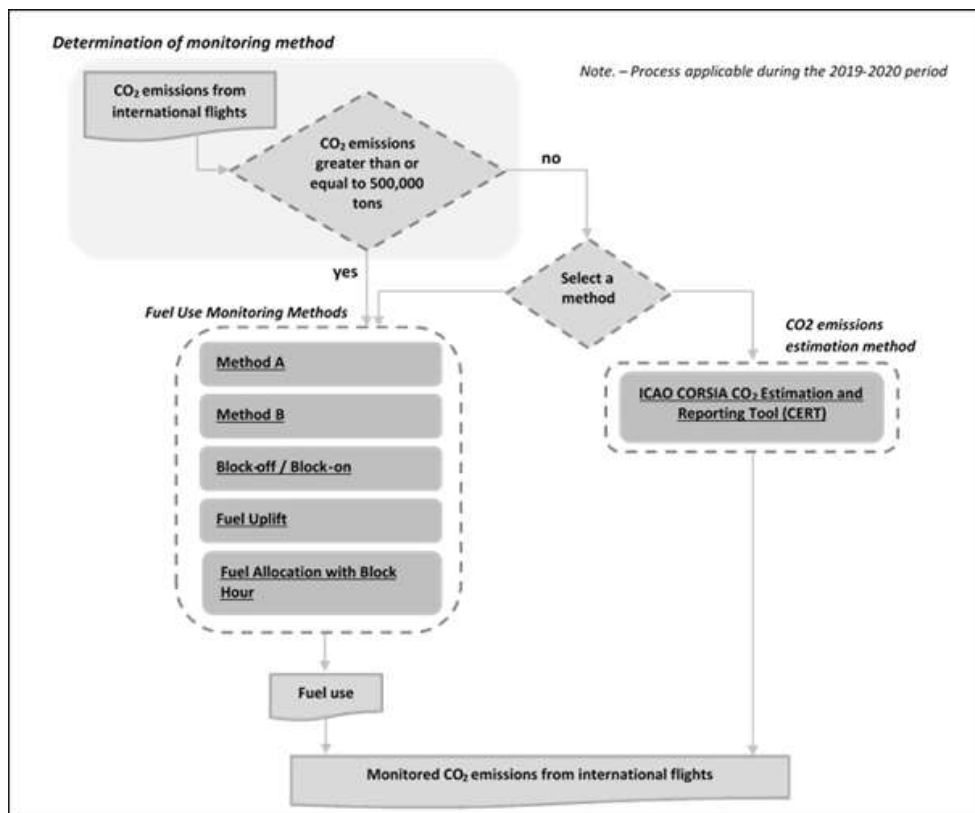 Determination of monitoring method
Note. – Process applicable during the 2019-2020 period
CO₂ emissions from
international flights
CO₂ emissions
greater than or
equal to 500,000
tons
no
yes
Select a
method
Fuel Use Monitoring Methods
CO2 emissions
estimation method
Method A
Method B
Block-off / Block-on
Fuel Uplift
Fuel Allocation with Block
Hour
ICAO CORSIA CO₂ Estimation and
Reporting Tool (CERT)
Fuel use
Monitored CO₂ emissions from international flights